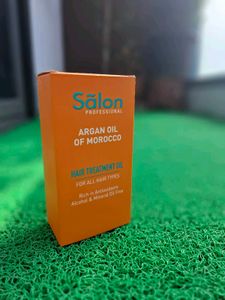 Sãlon
PROFESSIONAL
ARGAN OIL
OF MOROCCO
HAIR TREATMENT OIL
FOR ALL HAIR TYPES
Rich in Antioxidants
Alcohol & Mineral Oil Free